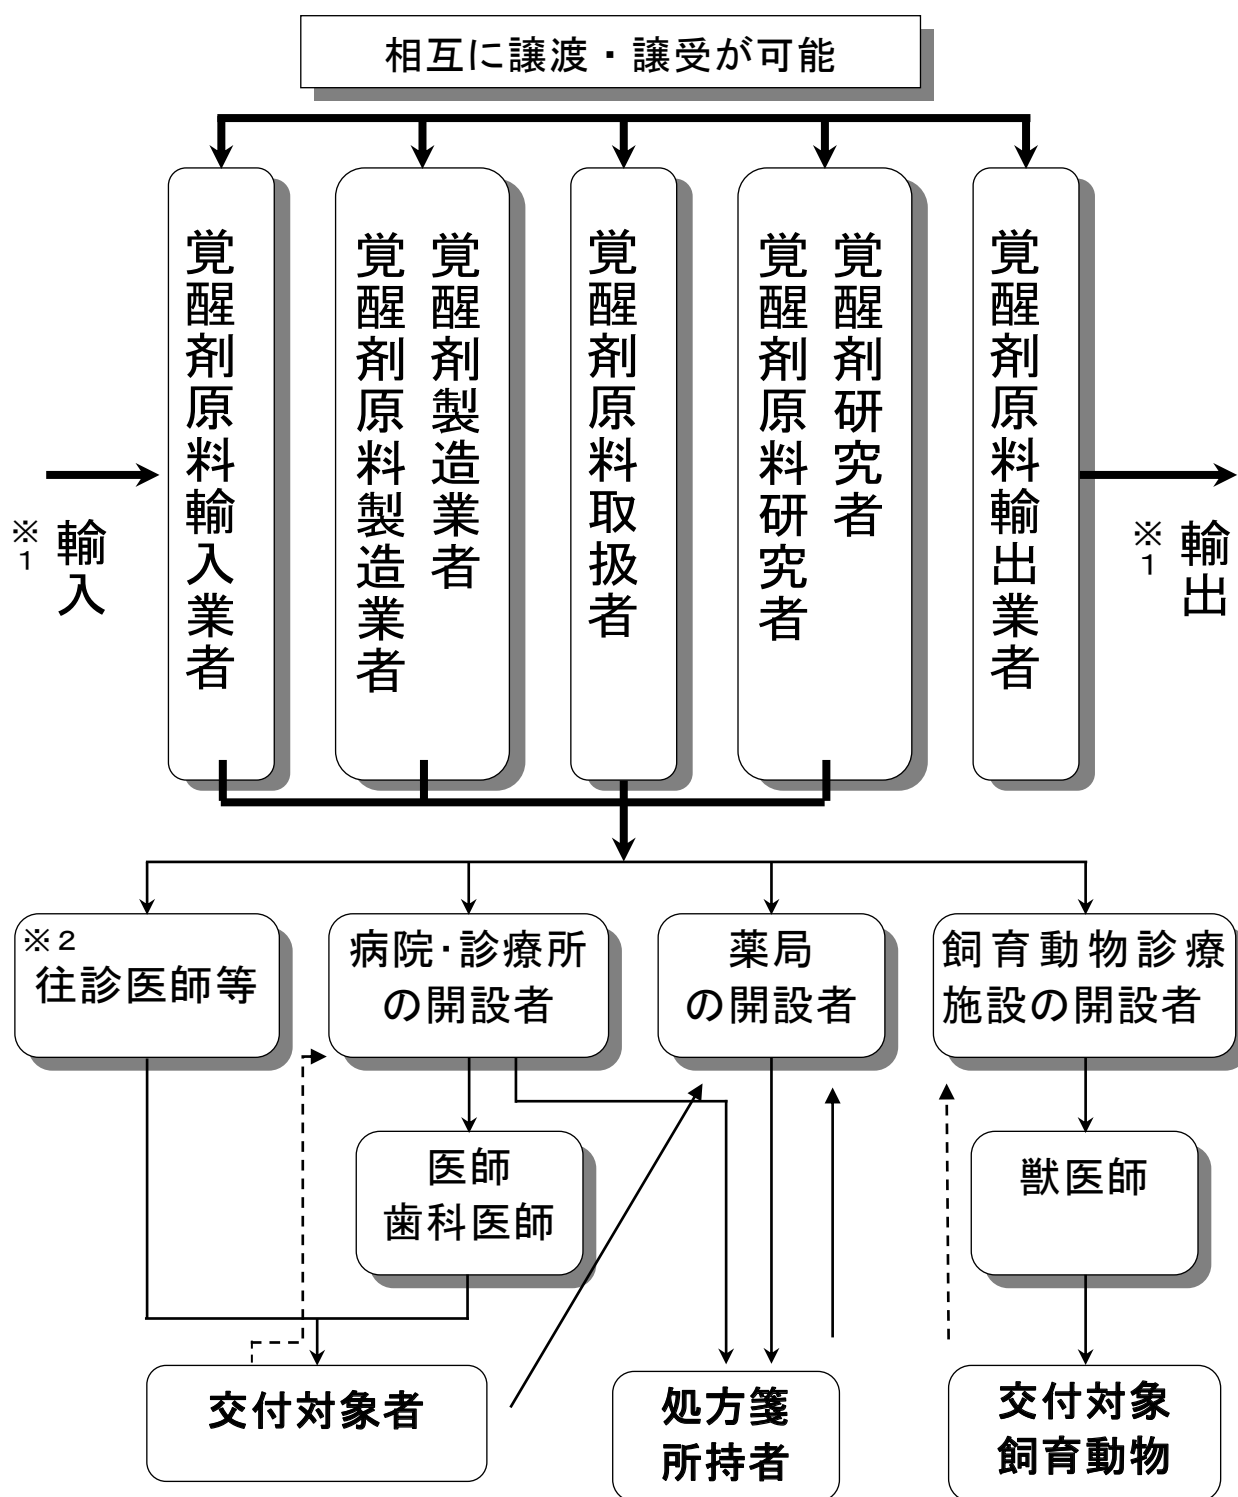 相互に譲渡・譲受が可能
覚醒剤原料輸入業者
覚醒剤製造業者
覚醒剤原料製造業者
覚醒剤原料取扱者
覚醒剤研究者
覚醒剤原料研究者
覚醒剤原料輸出業者
※1 輸入
※1 輸出
※2
往診医師等
病院・診療所
の開設者
薬局
の開設者
飼育動物診療
施設の開設者
医師
歯科医師
獣医師
交付対象者
処方箋
所持者
交付対象
飼育動物